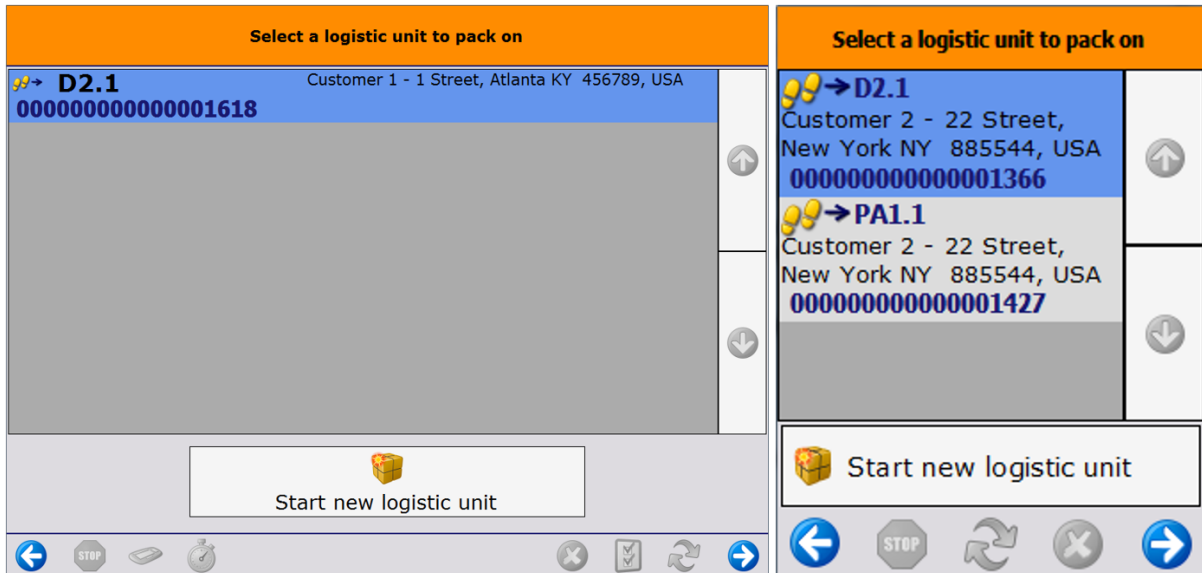 Select a logistic unit to pack on
D2.1 Customer 1 - 1 Street, Atlanta KY 456789, USA
000000000000001618
Start new logistic unit
STOP
Select a logistic unit to pack on
D2.1
Customer 2 - 22 Street,
New York NY 885544, USA
000000000000001366
PA1.1
Customer 2 - 22 Street,
New York NY 885544, USA
000000000000001427
Start new logistic unit
STOP